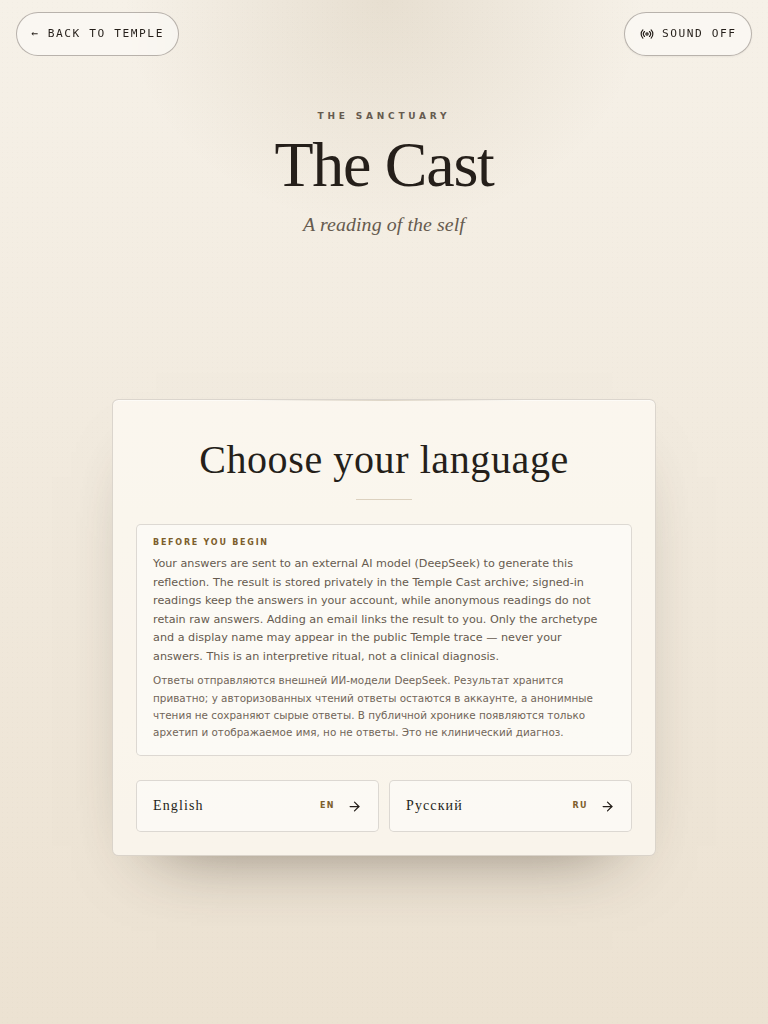 ← BACK TO TEMPLE
SOUND OFF
THE SANCTUARY
The Cast
A reading of the self
Choose your language
BEFORE YOU BEGIN
Your answers are sent to an external AI model (DeepSeek) to generate this
reflection. The result is stored privately in the Temple Cast archive; signed-in
readings keep the answers in your account, while anonymous readings do not
retain raw answers. Adding an email links the result to you. Only the archetype
and a display name may appear in the public Temple trace — never your
answers. This is an interpretive ritual, not a clinical diagnosis.
Ответы отправляются внешней ИИ-модели DeepSeek. Результат хранится
приватно; у авторизованных чтений ответы остаются в аккаунте, а анонимные
чтения не сохраняют сырые ответы. В публичной хронике появляются только
архетип и отображаемое имя, но не ответы. Это не клинический диагноз.
English EN →
Русский RU →